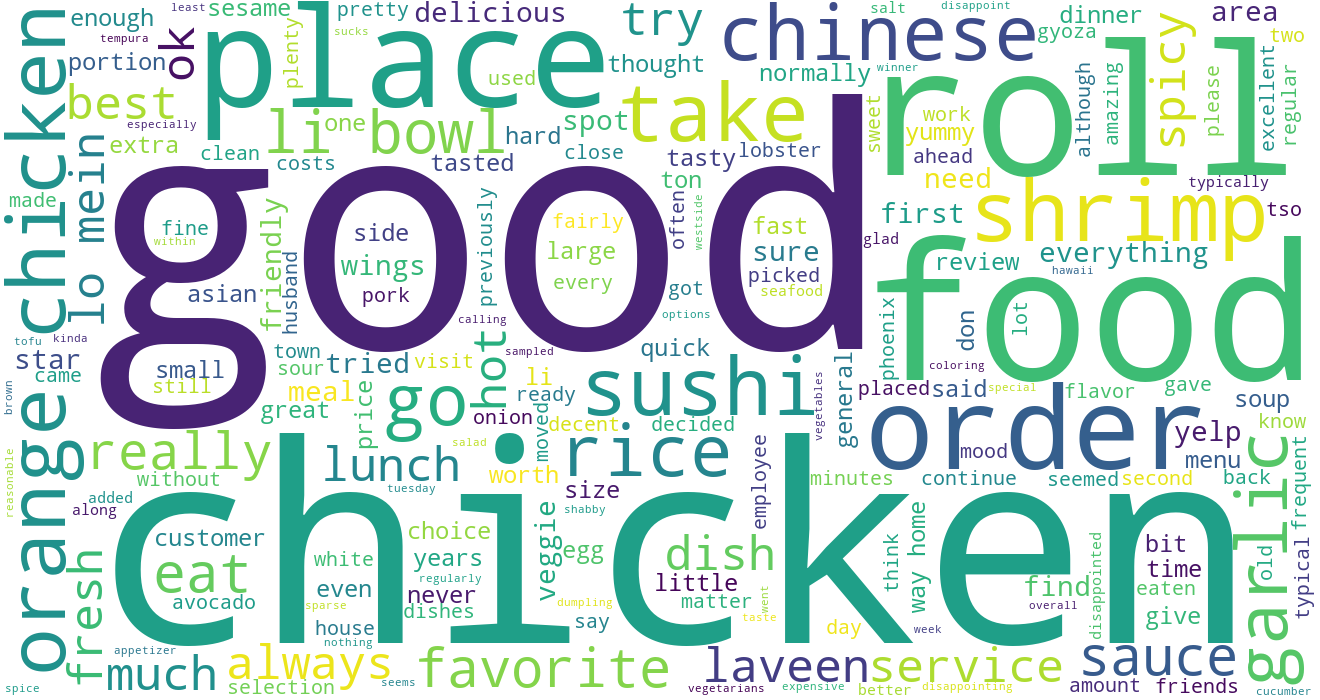 orange chicken
enough
tempura
least
sesame
pretty
delicious
try
chinese
salt
disappoint
gyoza
dinner
area
two
ok
portion
place
plenty
sucks
used
thought
normally
winner
roll
spicy
although
amazing
please
excellent
regular
best
especially
extra
li
one
bowl
hard
spot
take
sweet
work
yummy
clean
costs
tasted
close
tasty
lobster
ahead
need
typically
made
lo mein
good
fine
within
friendly
side
wings
pork
previously
fairly
large
every
ton
often
westside
fast
sure
picked
seafood
glad
first
shrimp
tso
review
everything
hawaii
asian
husband
calling
got
options
phoenix
food
don
lot
tofu
kinda
star
came
small
still
town
sour
tried
visit
hot
sampled
quick
coloring
brown
meal
great
price
go
li
ready
sushi
vegetables
general
placed
said
special
flavor
gave
soup
onion
moved
decent
decided
order
mood
yelp
know
menu
really
salad
without
lunch
tuesday
worth
rice
size
shabby
employee
minutes
continue
seemed
second
back
garlic
frequent
reasonable
added
along
chicken
customer
eat
avocado
fresh
white
even
sparse
house
nothing
choice
years
regularly
never
dishes
veggie
egg
dumpling
say
dish
little
matter
went
taste
day
think
way home
week
find
overall
disappointed
bit
time
eaten
give
old
typical
appetizer
spice
much
always
selection
seems
favorite
laveen
vegetarians
expensive
service
better
disappointing
sauce
amount
friends
cucumber